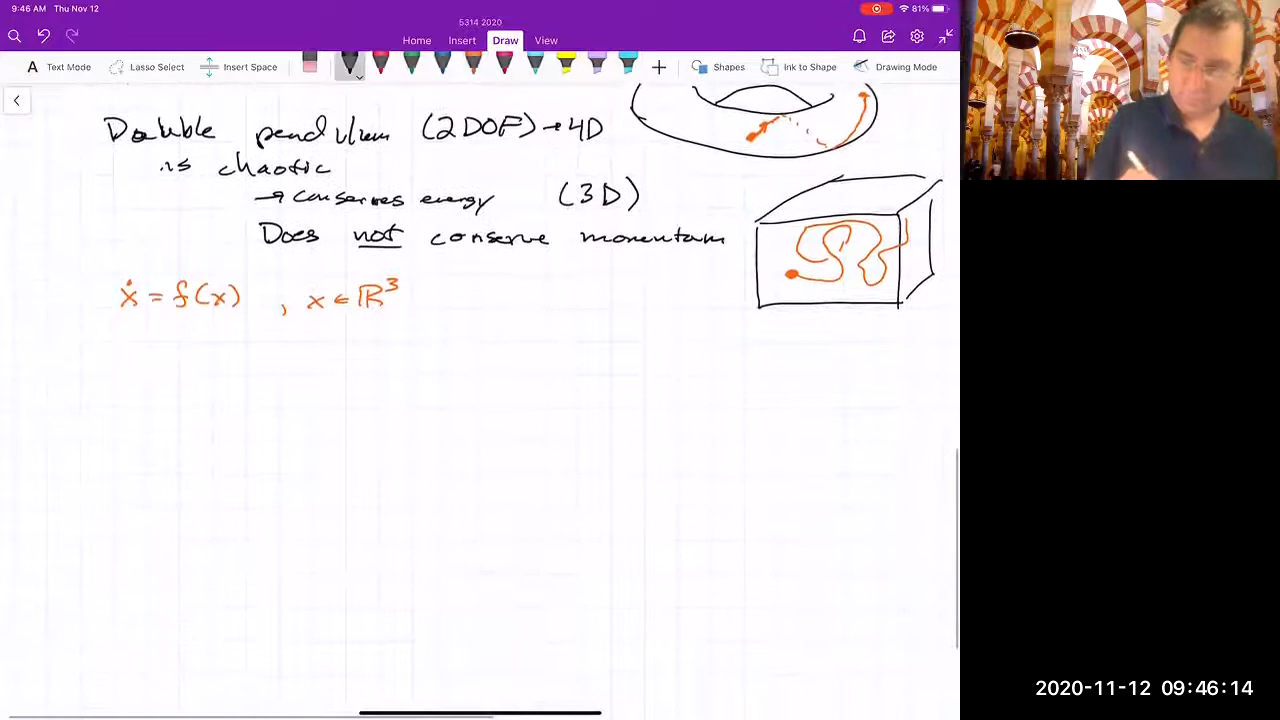 9:46 AM Thu Nov 12
81%
5314 2020
Home Insert Draw View
Text Mode Lasso Select Insert Space Shapes Ink to Shape Drawing Mode
Double pendulum (2DOF) → 4D
is chaotic
→ conserves energy (3D)
Does not conserve momentum
ẋ = f(x) , x ∈ ℝ³
2020-11-12 09:46:14